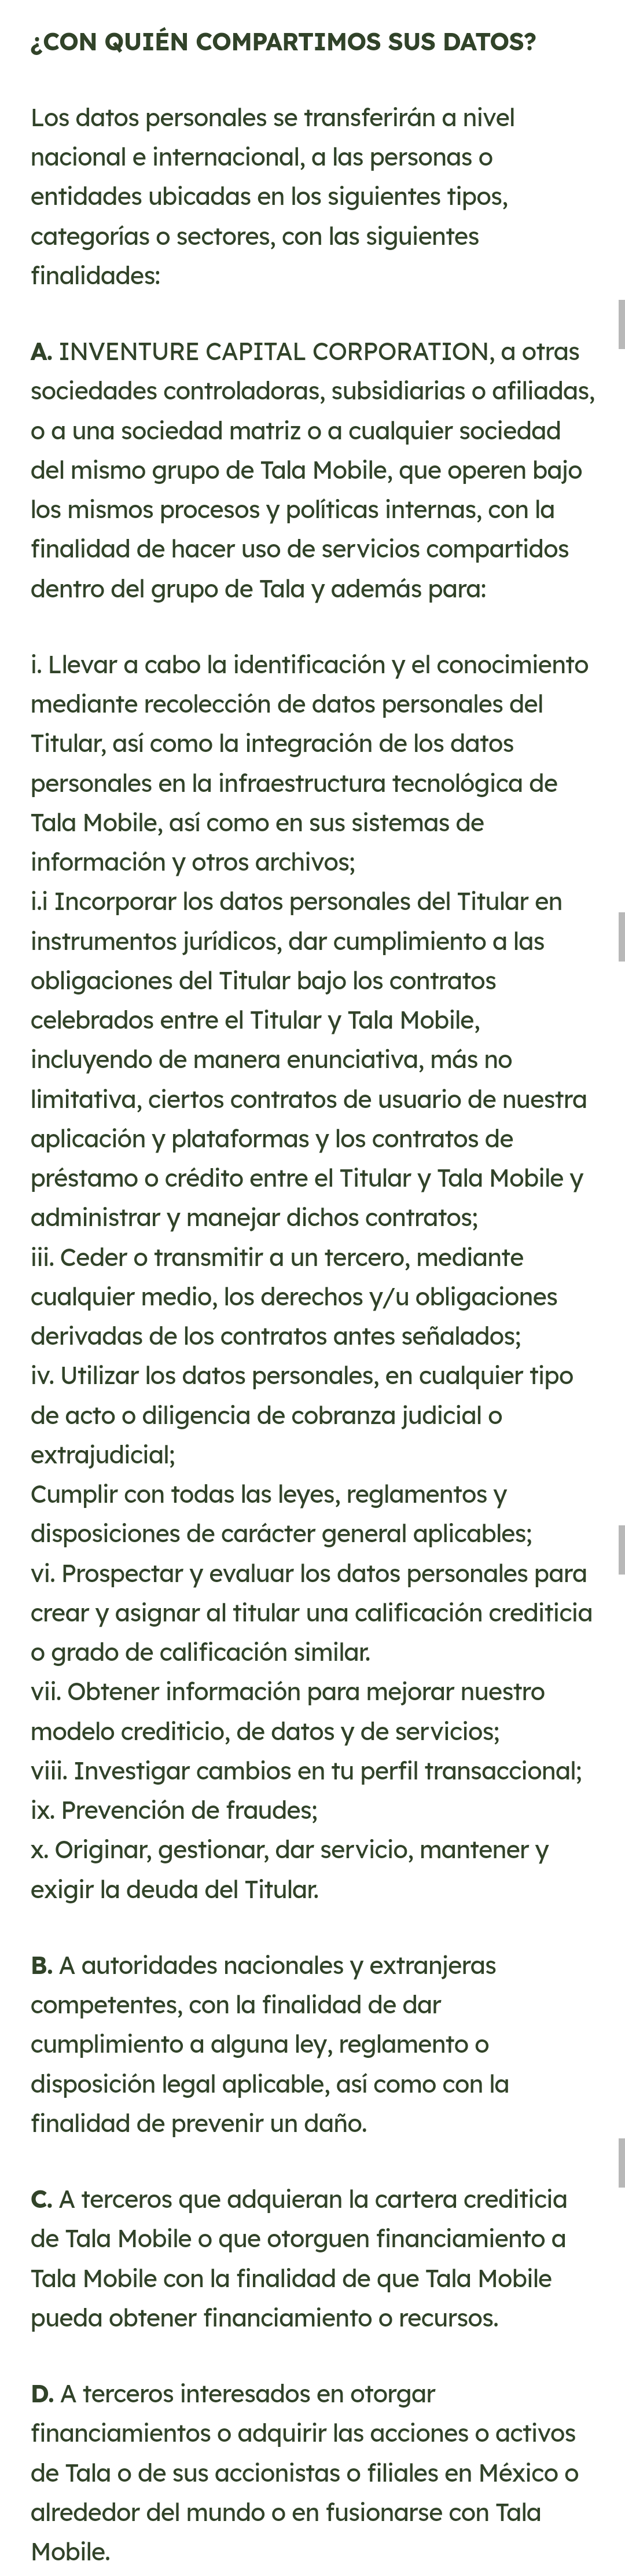 ¿CON QUIÉN COMPARTIMOS SUS DATOS?
Los datos personales se transferirán a nivel
nacional e internacional, a las personas o
entidades ubicadas en los siguientes tipos,
categorías o sectores, con las siguientes
finalidades:
A. INVENTURE CAPITAL CORPORATION, a otras
sociedades controladoras, subsidiarias o afiliadas,
o a una sociedad matriz o a cualquier sociedad
del mismo grupo de Tala Mobile, que operen bajo
los mismos procesos y políticas internas, con la
finalidad de hacer uso de servicios compartidos
dentro del grupo de Tala y además para:
i. Llevar a cabo la identificación y el conocimiento
mediante recolección de datos personales del
Titular, así como la integración de los datos
personales en la infraestructura tecnológica de
Tala Mobile, así como en sus sistemas de
información y otros archivos;
i.i Incorporar los datos personales del Titular en
instrumentos jurídicos, dar cumplimiento a las
obligaciones del Titular bajo los contratos
celebrados entre el Titular y Tala Mobile,
incluyendo de manera enunciativa, más no
limitativa, ciertos contratos de usuario de nuestra
aplicación y plataformas y los contratos de
préstamo o crédito entre el Titular y Tala Mobile y
administrar y manejar dichos contratos;
iii. Ceder o transmitir a un tercero, mediante
cualquier medio, los derechos y/u obligaciones
derivadas de los contratos antes señalados;
iv. Utilizar los datos personales, en cualquier tipo
de acto o diligencia de cobranza judicial o
extrajudicial;
Cumplir con todas las leyes, reglamentos y
disposiciones de carácter general aplicables;
vi. Prospectar y evaluar los datos personales para
crear y asignar al titular una calificación crediticia
o grado de calificación similar.
vii. Obtener información para mejorar nuestro
modelo crediticio, de datos y de servicios;
viii. Investigar cambios en tu perfil transaccional;
ix. Prevención de fraudes;
x. Originar, gestionar, dar servicio, mantener y
exigir la deuda del Titular.
B. A autoridades nacionales y extranjeras
competentes, con la finalidad de dar
cumplimiento a alguna ley, reglamento o
disposición legal aplicable, así como con la
finalidad de prevenir un daño.
C. A terceros que adquieran la cartera crediticia
de Tala Mobile o que otorguen financiamiento a
Tala Mobile con la finalidad de que Tala Mobile
pueda obtener financiamiento o recursos.
D. A terceros interesados en otorgar
financiamientos o adquirir las acciones o activos
de Tala o de sus accionistas o filiales en México o
alrededor del mundo o en fusionarse con Tala
Mobile.